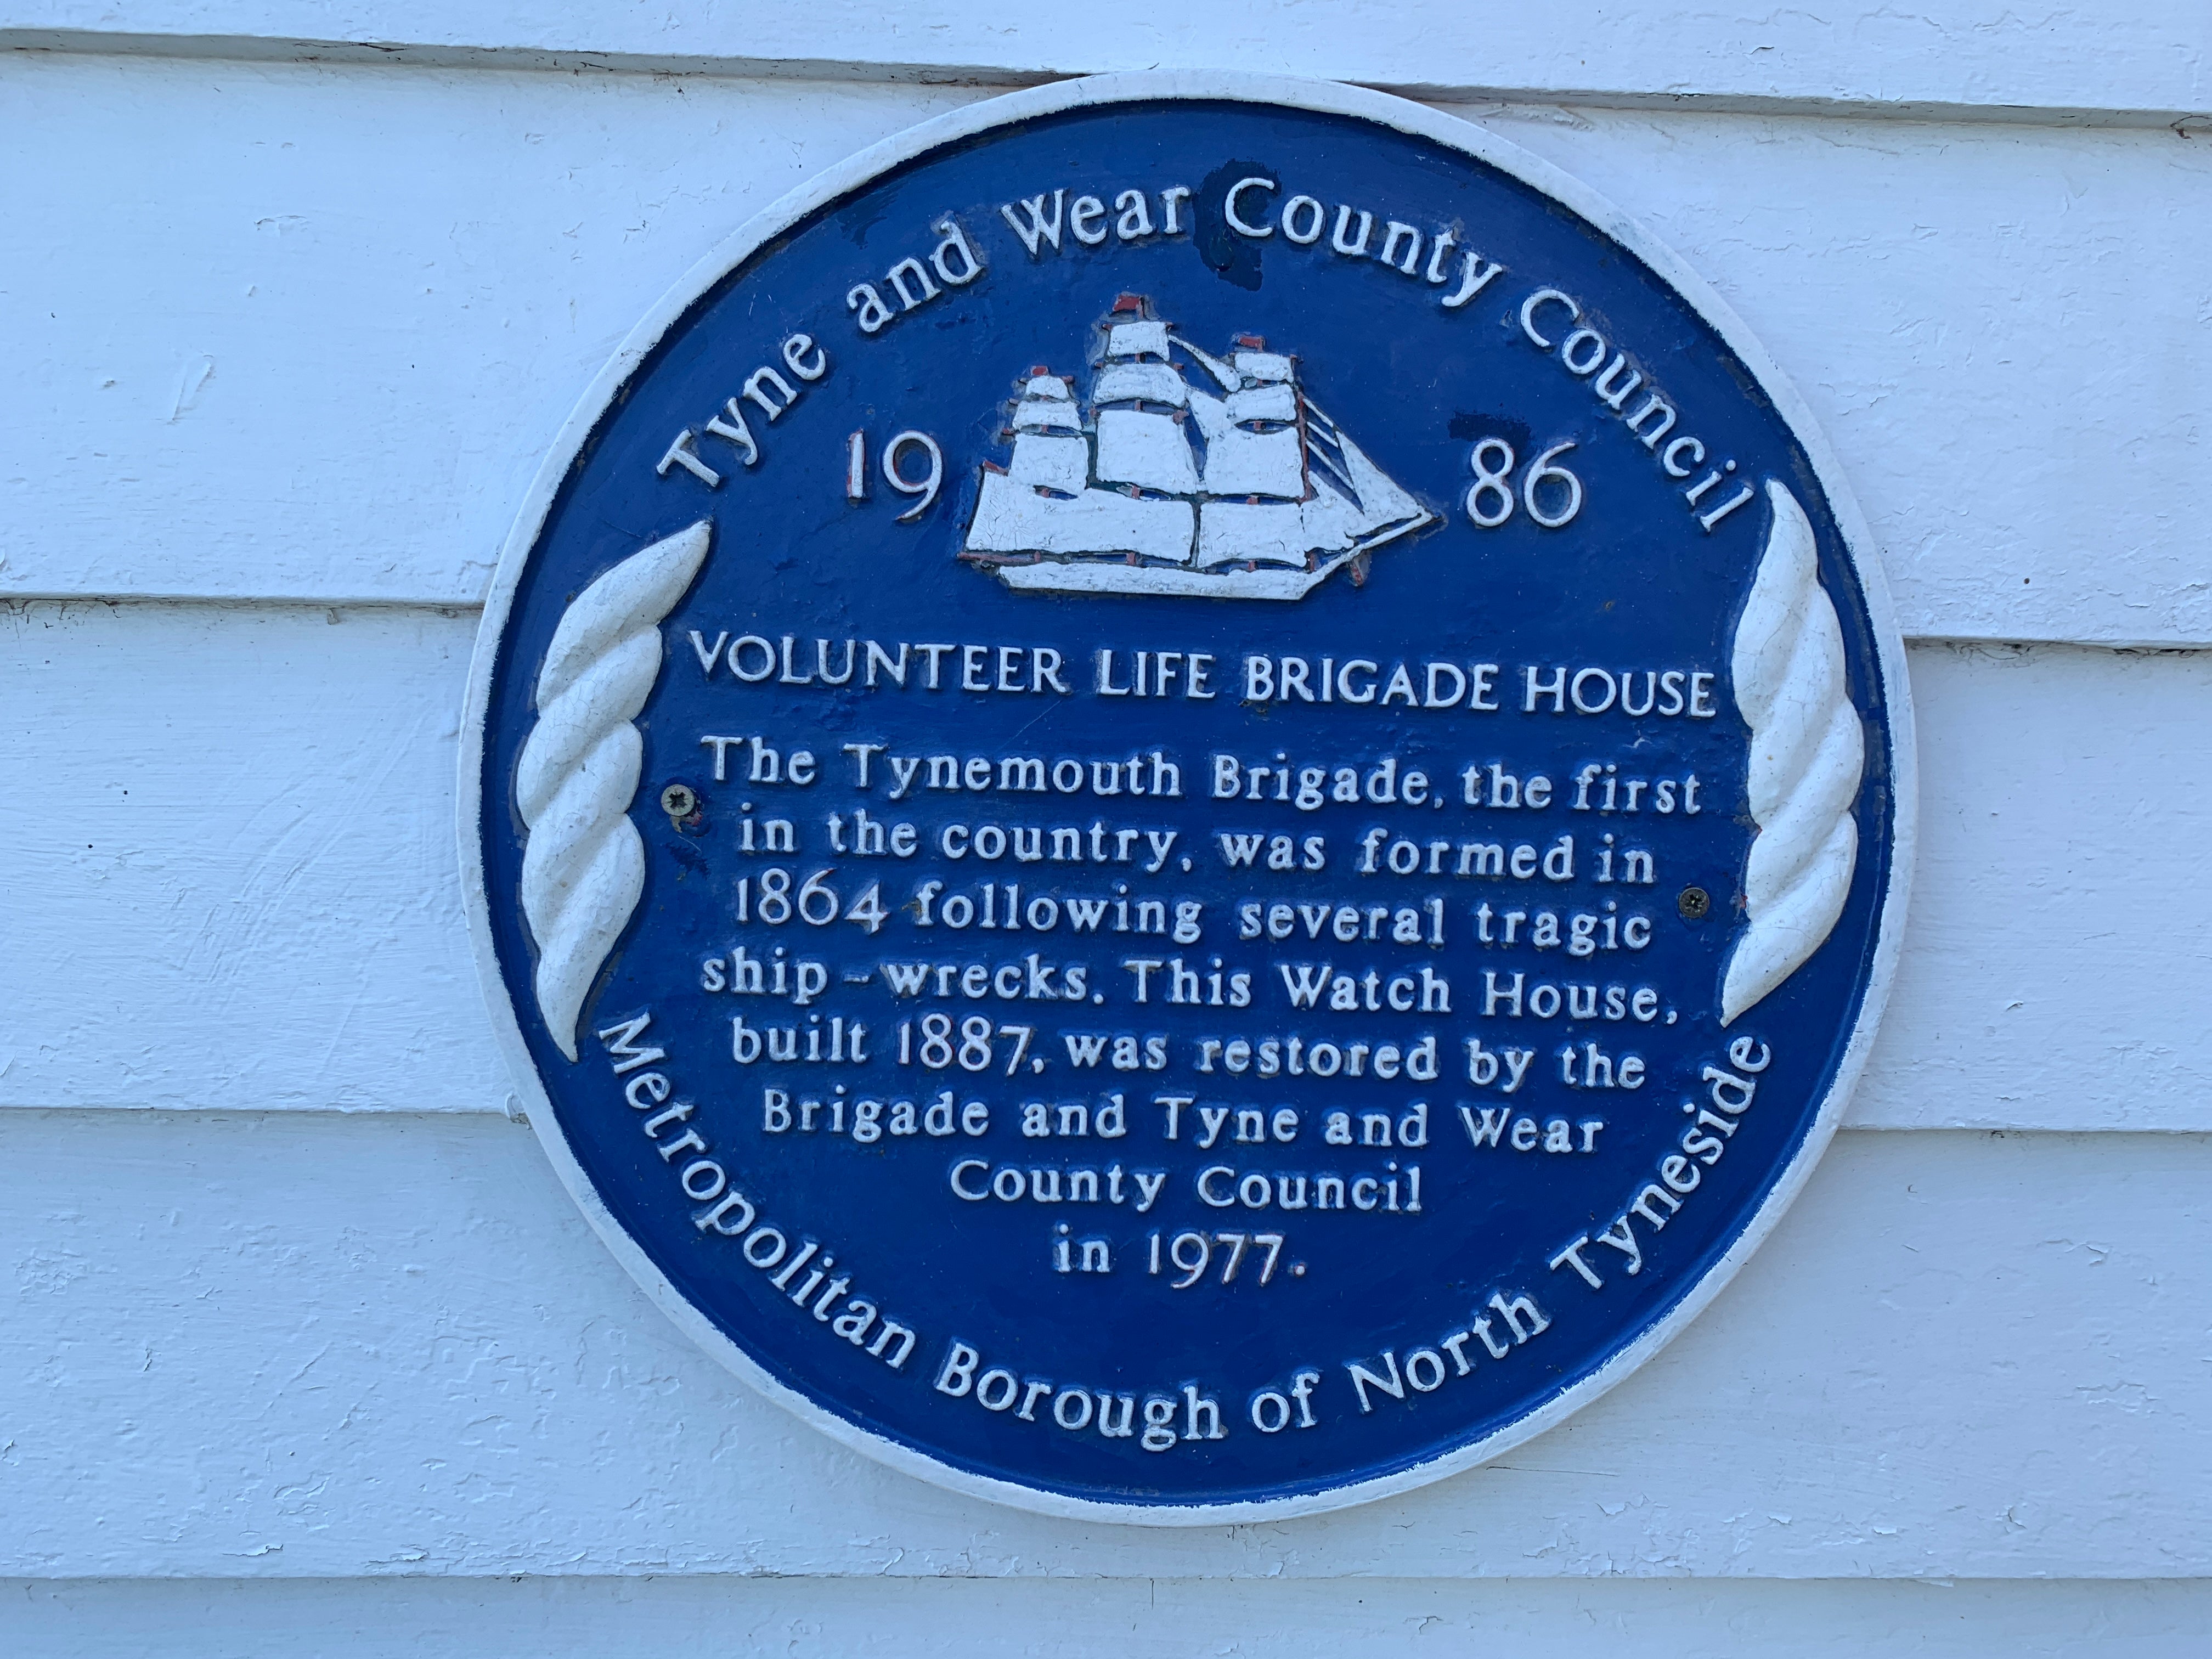 Tyne and Wear County Council
19 86
VOLUNTEER LIFE BRIGADE HOUSE
The Tynemouth Brigade, the first
in the country, was formed in
1864 following several tragic
ship-wrecks. This Watch House,
built 1887, was restored by the
Brigade and Tyne and Wear
County Council
in 1977.
Metropolitan Borough of North Tyneside